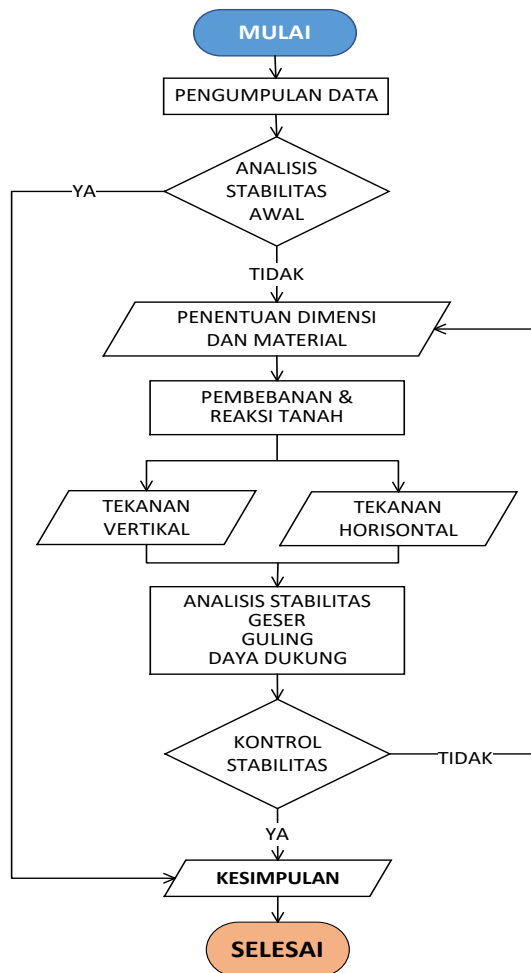 MULAI
PENGUMPULAN DATA
ANALISIS
STABILITAS
AWAL
YA
TIDAK
PENENTUAN DIMENSI
DAN MATERIAL
PEMBEBANAN &
REAKSI TANAH
TEKANAN
VERTIKAL
TEKANAN
HORISONTAL
ANALISIS STABILITAS
GESER
GULING
DAYA DUKUNG
KONTROL
STABILITAS
TIDAK
YA
KESIMPULAN
SELESAI